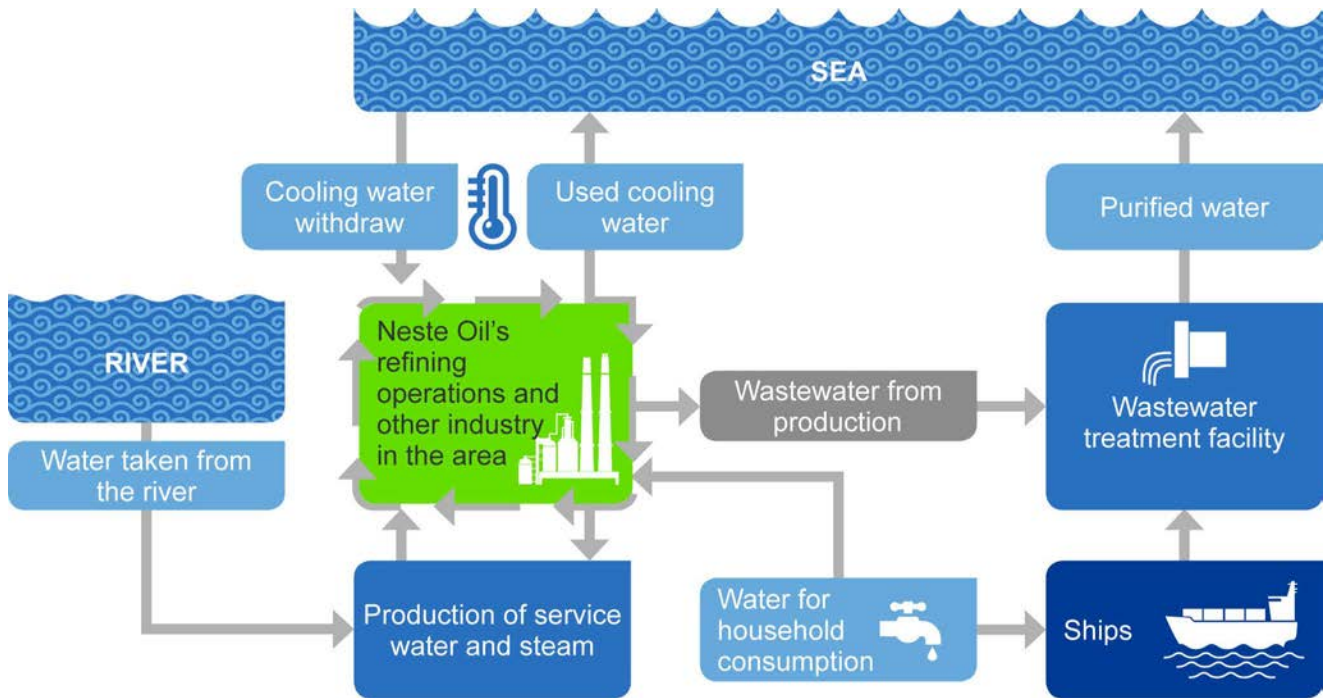 SEA
Cooling water
withdraw
Used cooling
water
Purified water
RIVER
Water taken from
the river
Neste Oil's
refining
operations and
other industry
in the area
Wastewater from
production
Wastewater
treatment facility
Production of service
water and steam
Water for
household
consumption
Ships